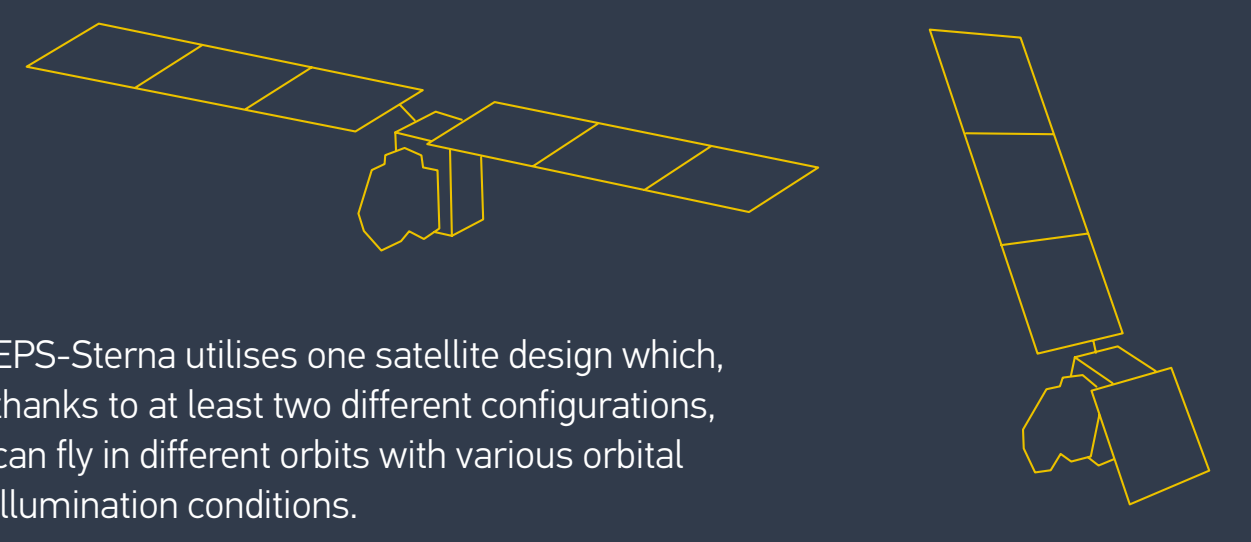 EPS-Sterna utilises one satellite design which,
thanks to at least two different configurations,
can fly in different orbits with various orbital
illumination conditions.